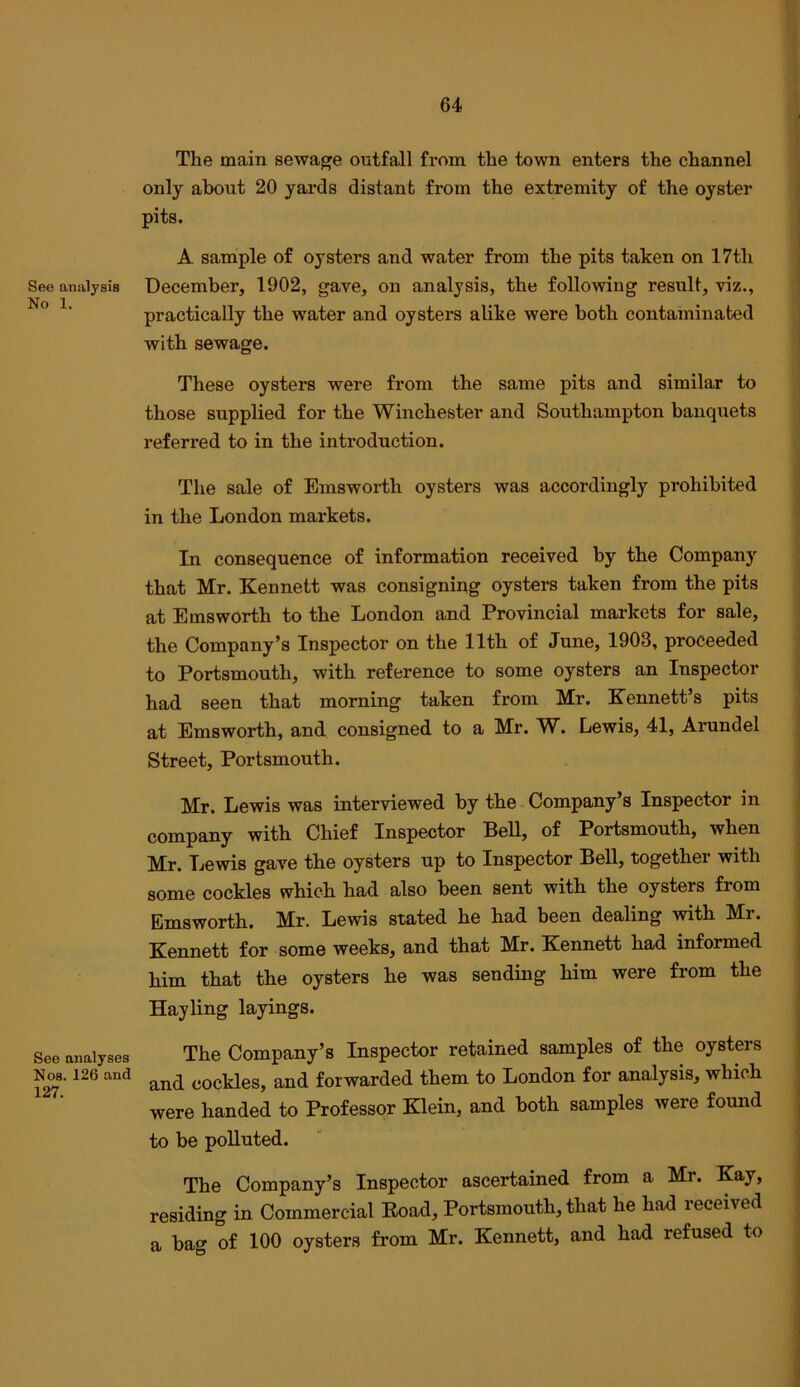 64
The main sewage outfall from the town enters the channel
only about 20 yards distant from the extremity of the oyster
pits.
A sample of oysters and water from the pits taken on 17th
See analysis
No 1.
December, 1902, gave, on analysis, the following result, viz.,
practically the water and oysters alike were both contaminated
with sewage.
These oysters were from the same pits and similar to
those supplied for the Winchester and Southampton banquets
referred to in the introduction.
The sale of Emsworth oysters was accordingly prohibited
in the London markets.
In consequence of information received by the Company
that Mr. Kennett was consigning oysters taken from the pits
at Emsworth to the London and Provincial markets for sale,
the Company's Inspector on the 11th of June, 1903, proceeded
to Portsmouth, with reference to some oysters an Inspector
had seen that morning taken from Mr. Kennett's pits
at Emsworth, and consigned to a Mr. W. Lewis, 41, Arundel
Street, Portsmouth.
Mr. Lewis was interviewed by the Company's Inspector in
company with Chief Inspector Bell, of Portsmouth, when
Mr. Lewis gave the oysters up to Inspector Bell, together with
some cockles which had also been sent with the oysters from
Emsworth. Mr. Lewis stated he had been dealing with Mr.
Kennett for some weeks, and that Mr. Kennett had informed
him that the oysters he was sending him were from the
Hayling layings.
See analyses
Nos. 126 and
127.
The Company's Inspector retained samples of the oysters
and cockles, and forwarded them to London for analysis, which
were handed to Professor Klein, and both samples were found
to be polluted.
The Company's Inspector ascertained from a Mr. Kay,
residing in Commercial Road, Portsmouth, that he had received
a bag of 100 oysters from Mr. Kennett, and had refused to